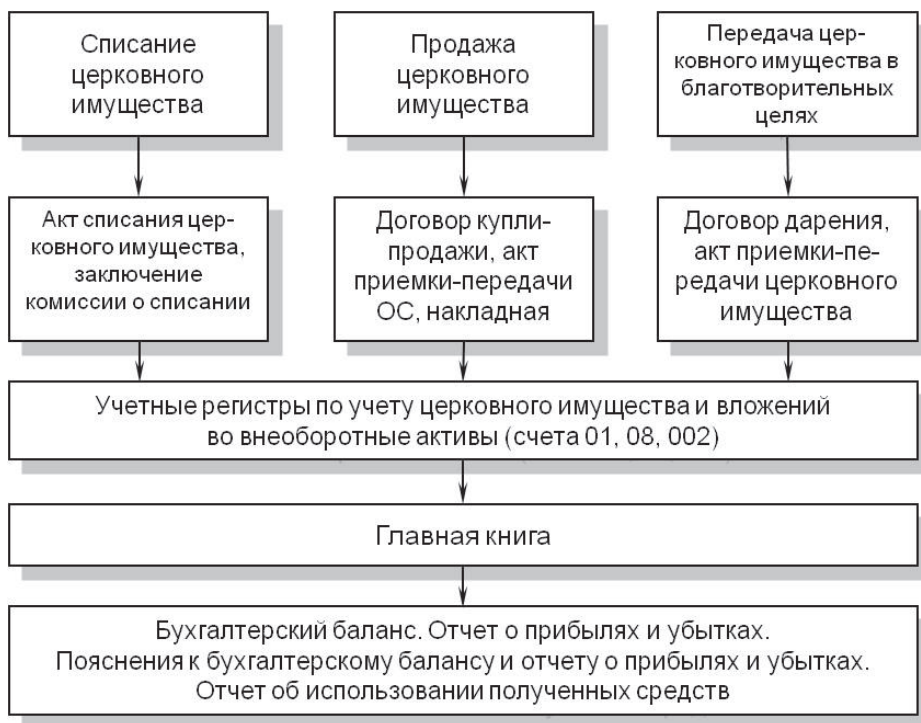 Списание
церковного
имущества
Продажа
церковного
имущества
Передача цер-
ковного имущества в
благотворительных
целях
Акт списания цер-
ковного имущества,
заключение
комиссии о списании
Договор купли-
продажи, акт
приемки-передачи
ОС, накладная
Договор дарения,
акт приемки-пе-
редачи церковного
имущества
Учетные регистры по учету церковного имущества и вложений
во внеоборотные активы (счета 01, 08, 002)
Главная книга
Бухгалтерский баланс. Отчет о прибылях и убытках.
Пояснения к бухгалтерскому балансу и отчету о прибылях и убытках.
Отчет об использовании полученных средств